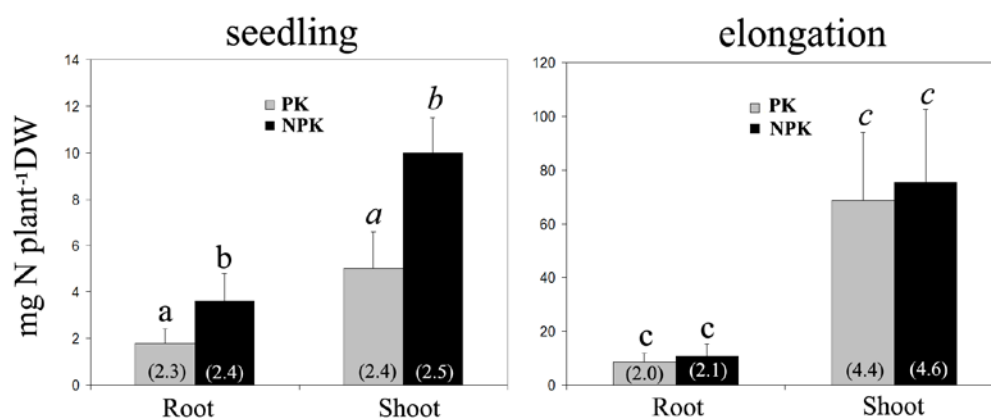 seedling
mg N plant⁻¹DW
14
12
10
8
6
4
2
0
PK
NPK
a
b
a
b
(2.3)
(2.4)
(2.4)
(2.5)
Root
Shoot
elongation
120
100
80
60
40
20
0
PK
NPK
c
c
c
c
(2.0)
(2.1)
(4.4)
(4.6)
Root
Shoot